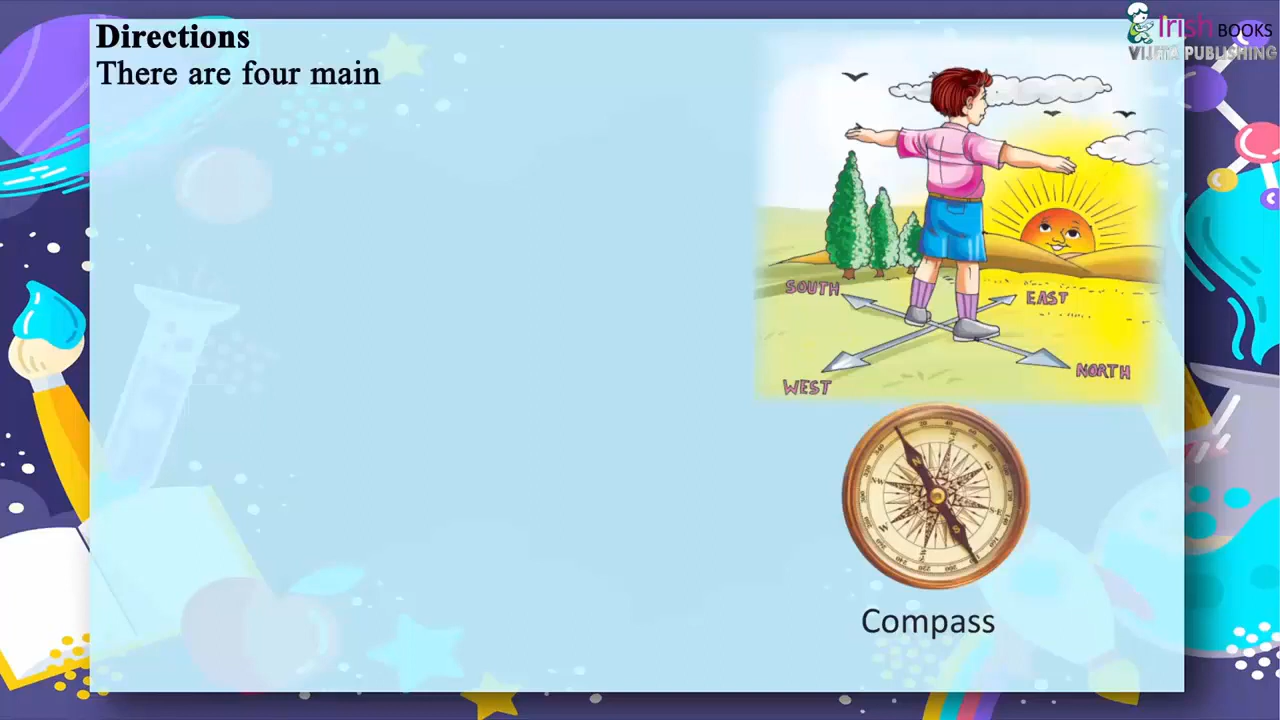 Directions
There are four main
Irish BOOKS
VIJETA PUBLISHING
SOUTH
EAST
WEST
NORTH
Compass